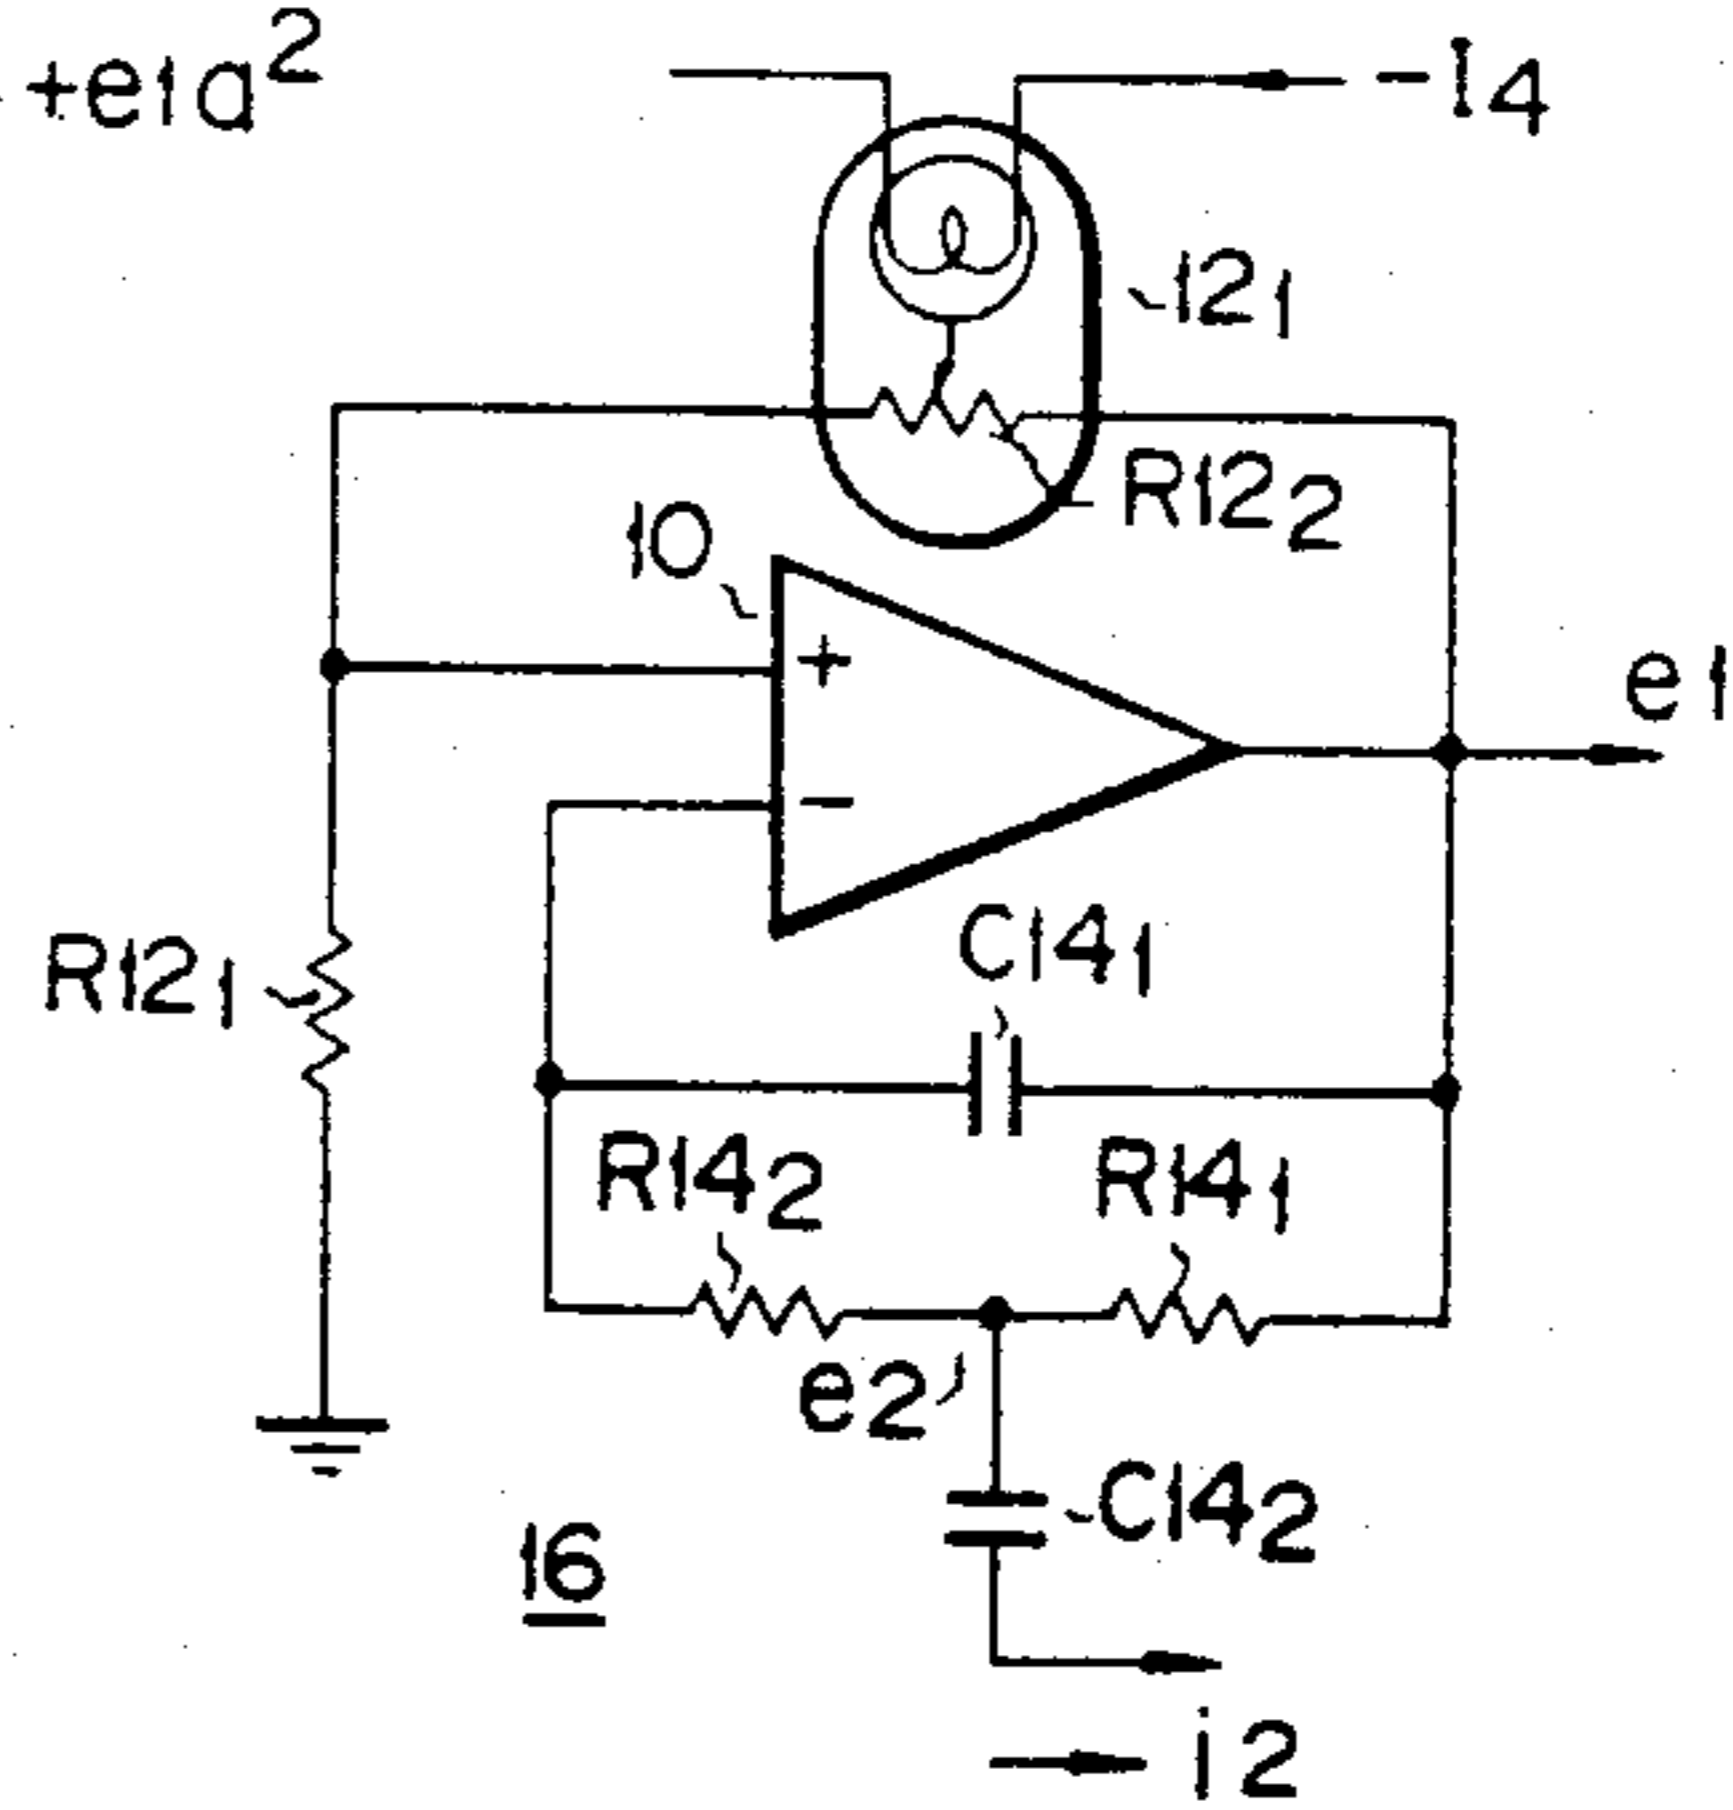 +e1a²
-I₄
12₁
R12₂
10
+
e1
-
C14₁
R12₁
R14₂
R14₁
e2
C14₂
16
i2